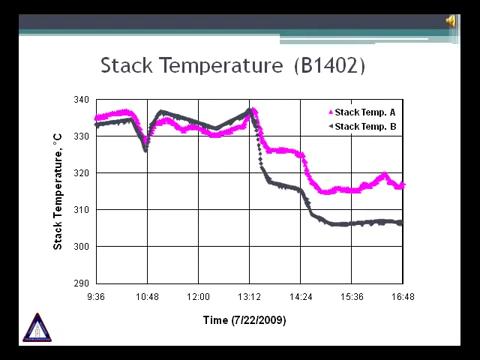 Stack Temperature (B1402)
340
330
320
310
300
290
Stack Temperature, °C
Stack Temp. A
Stack Temp. B
9:36 10:48 12:00 13:12 14:24 15:36 16:48
Time (7/22/2009)